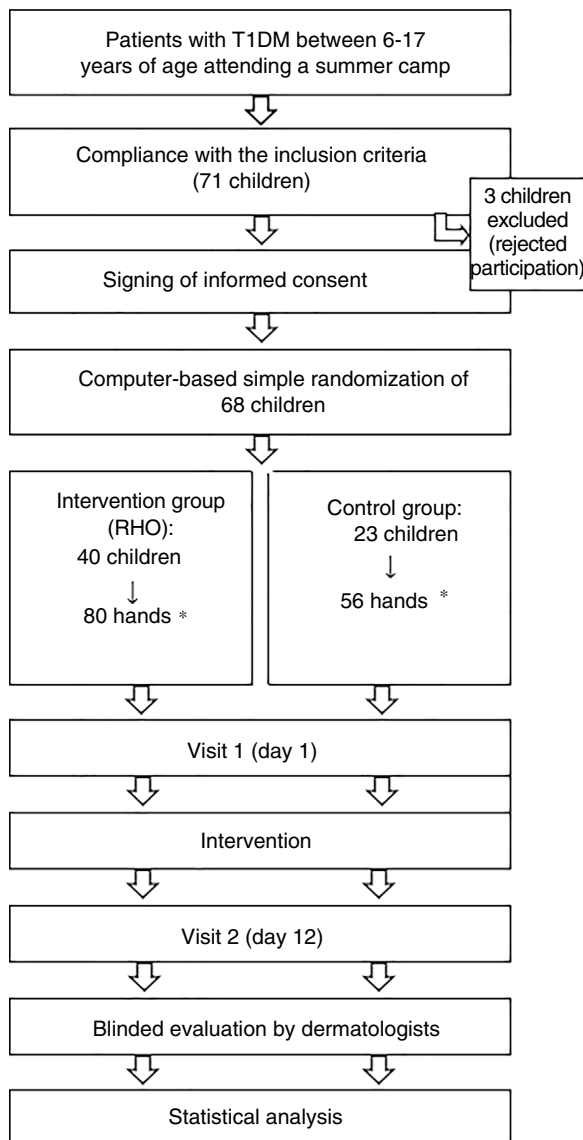 Patients with T1DM between 6-17
years of age attending a summer camp
Compliance with the inclusion criteria
(71 children)
3 children
excluded
(rejected
participation)
Signing of informed consent
Computer-based simple randomization of
68 children
Intervention group
(RHO):
40 children
↓
80 hands *
Control group:
23 children
↓
56 hands *
Visit 1 (day 1)
Intervention
Visit 2 (day 12)
Blinded evaluation by dermatologists
Statistical analysis